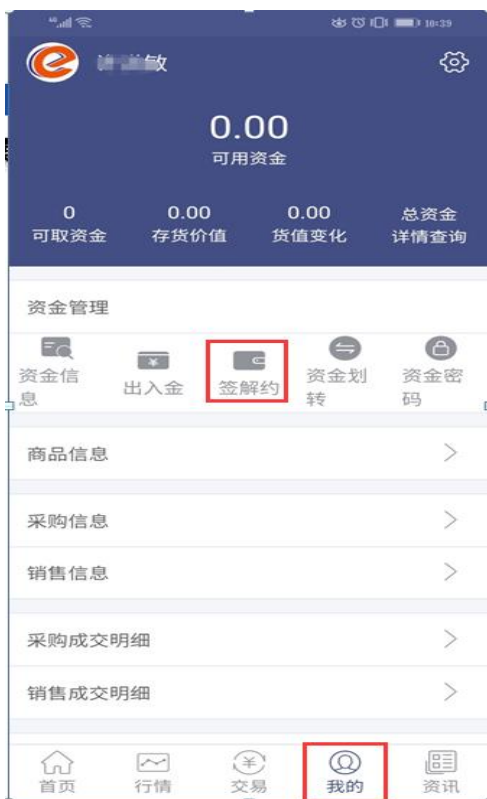 46
10:39
敏
0.00
可用资金
0 0.00 0.00 总资金
可取资金 存货价值 货值变化 详情查询
资金管理
资金信息 出入金 签解约 资金划转 资金密码
商品信息
采购信息
销售信息
采购成交明细
销售成交明细
首页 行情 交易 我的 资讯